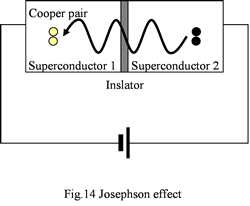 Cooper pair
Superconductor 1 Superconductor 2
Inslator
Fig.14 Josephson effect